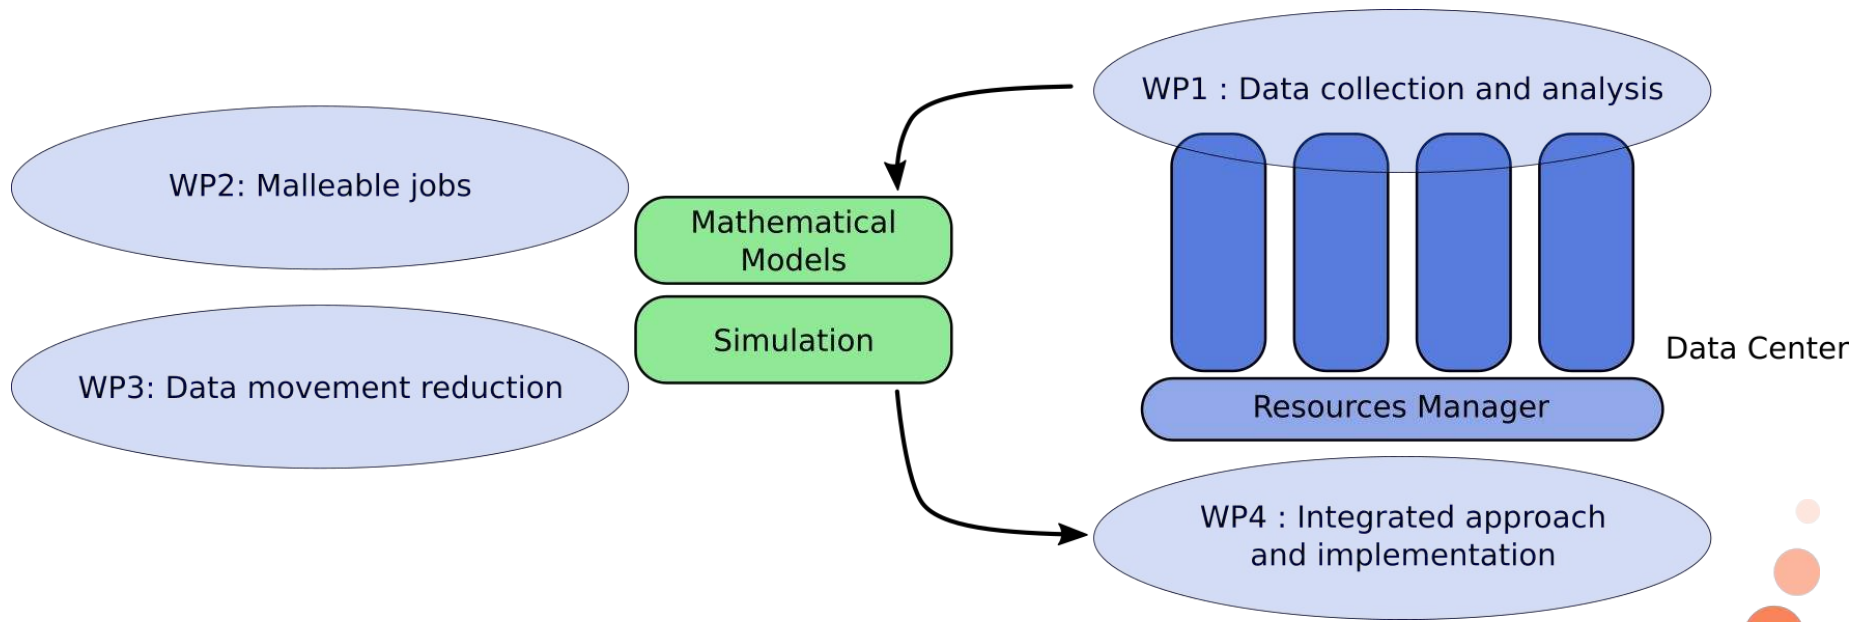 WP1 : Data collection and analysis
WP2: Malleable jobs
Mathematical
Models
Simulation
WP3: Data movement reduction
Data Center
Resources Manager
WP4 : Integrated approach
and implementation